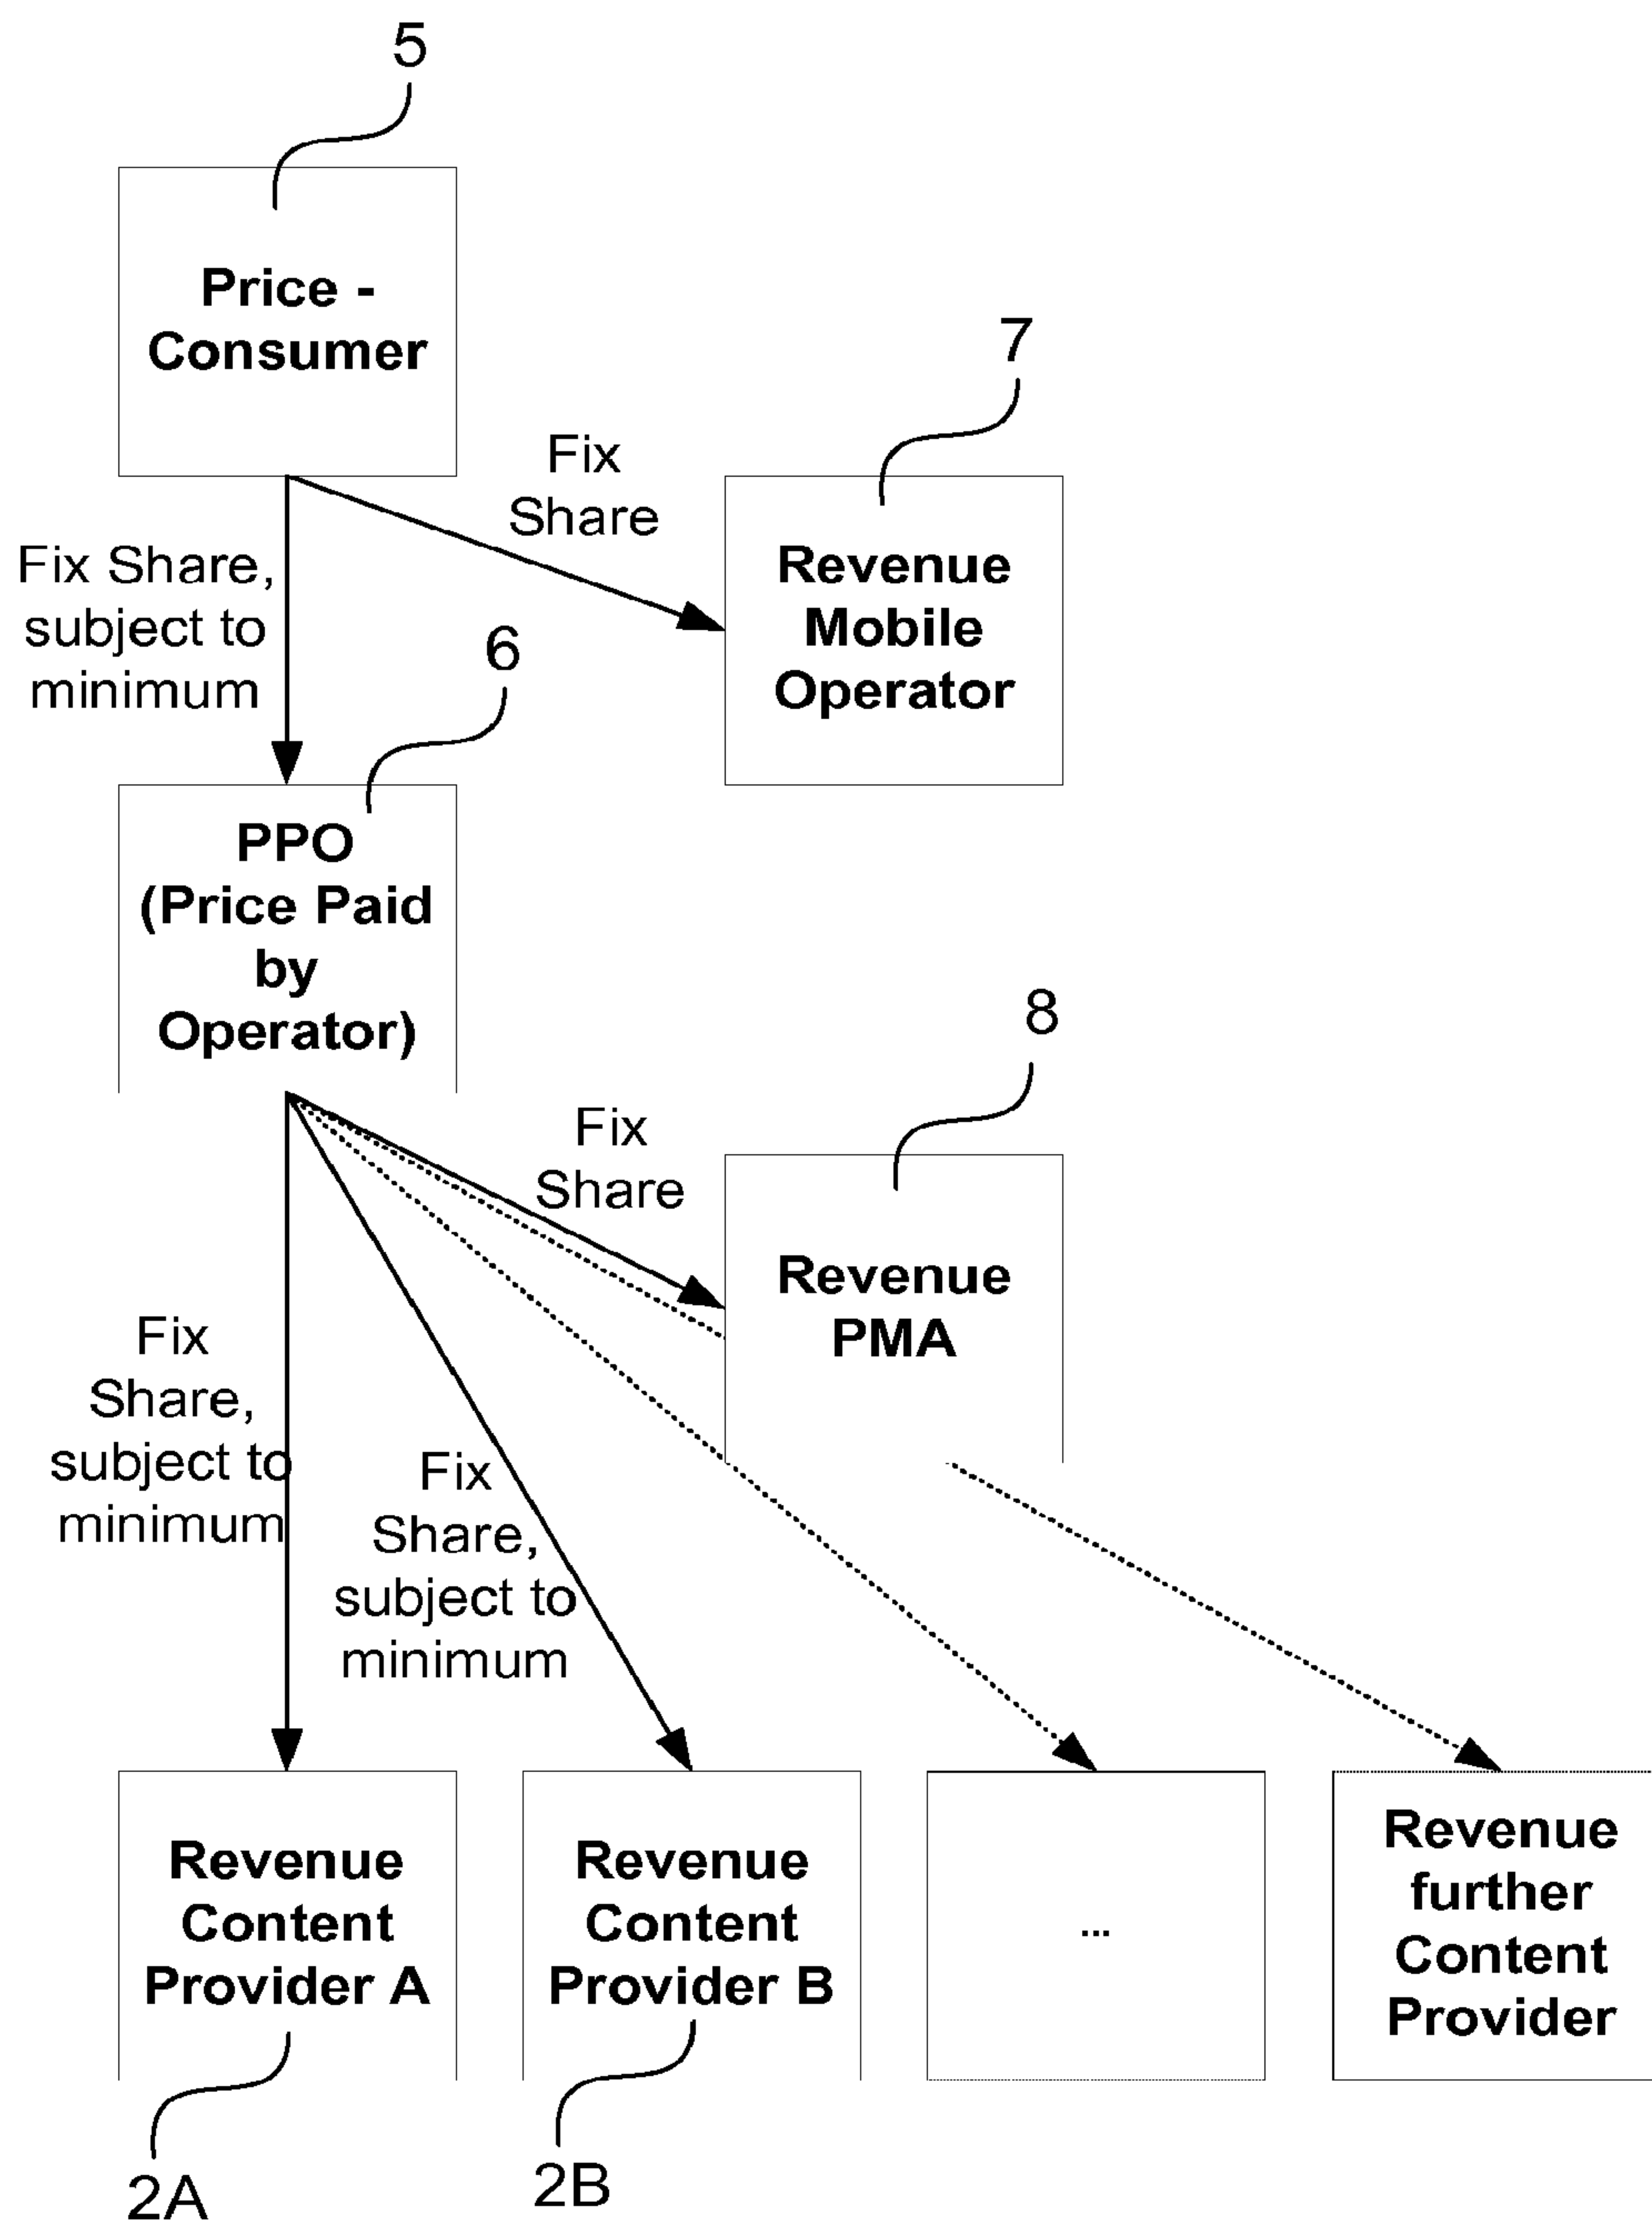 5
Price -
Consumer
7
Fix
Share
Revenue
Mobile
Operator
Fix Share,
subject to
minimum
6
PPO
(Price Paid
by
Operator)
8
Fix
Share
Revenue
PMA
Fix
Share,
subject to
minimum
Fix
Share,
subject to
minimum
Revenue
Content
Provider A
Revenue
Content
Provider B
...
Revenue
further
Content
Provider
2A
2B